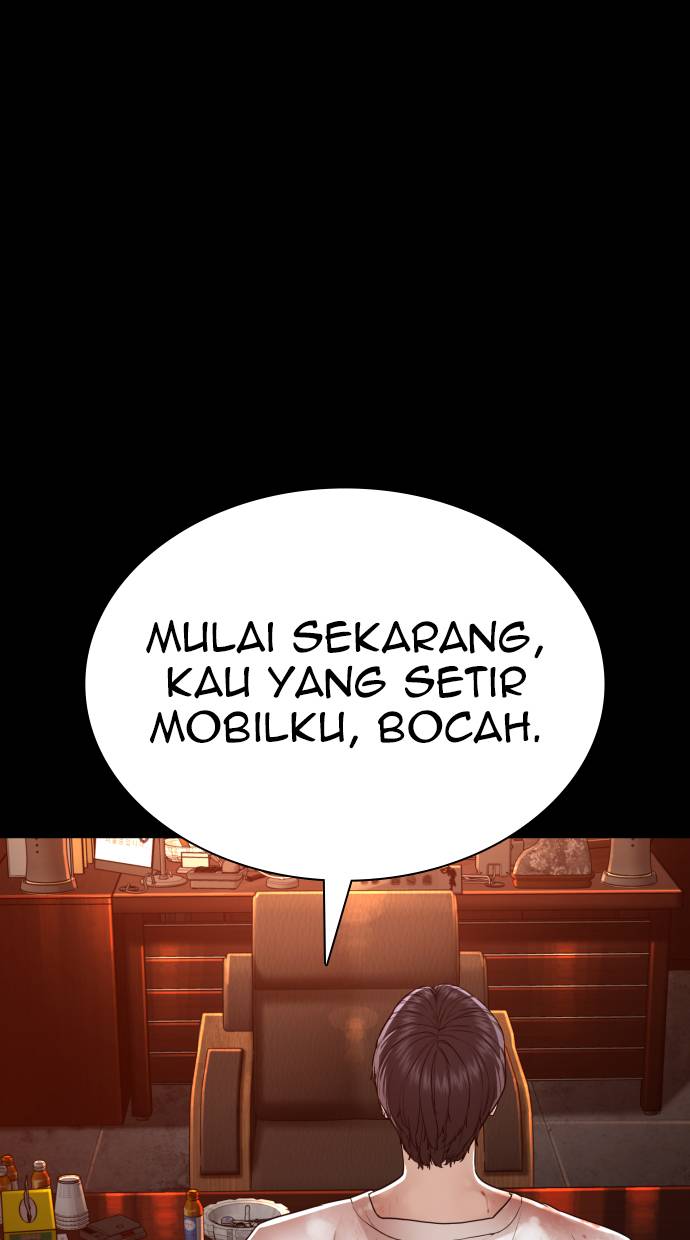 MULAI SEKARANG,
KAU YANG SETIR
MOBILKU, BOCAH.